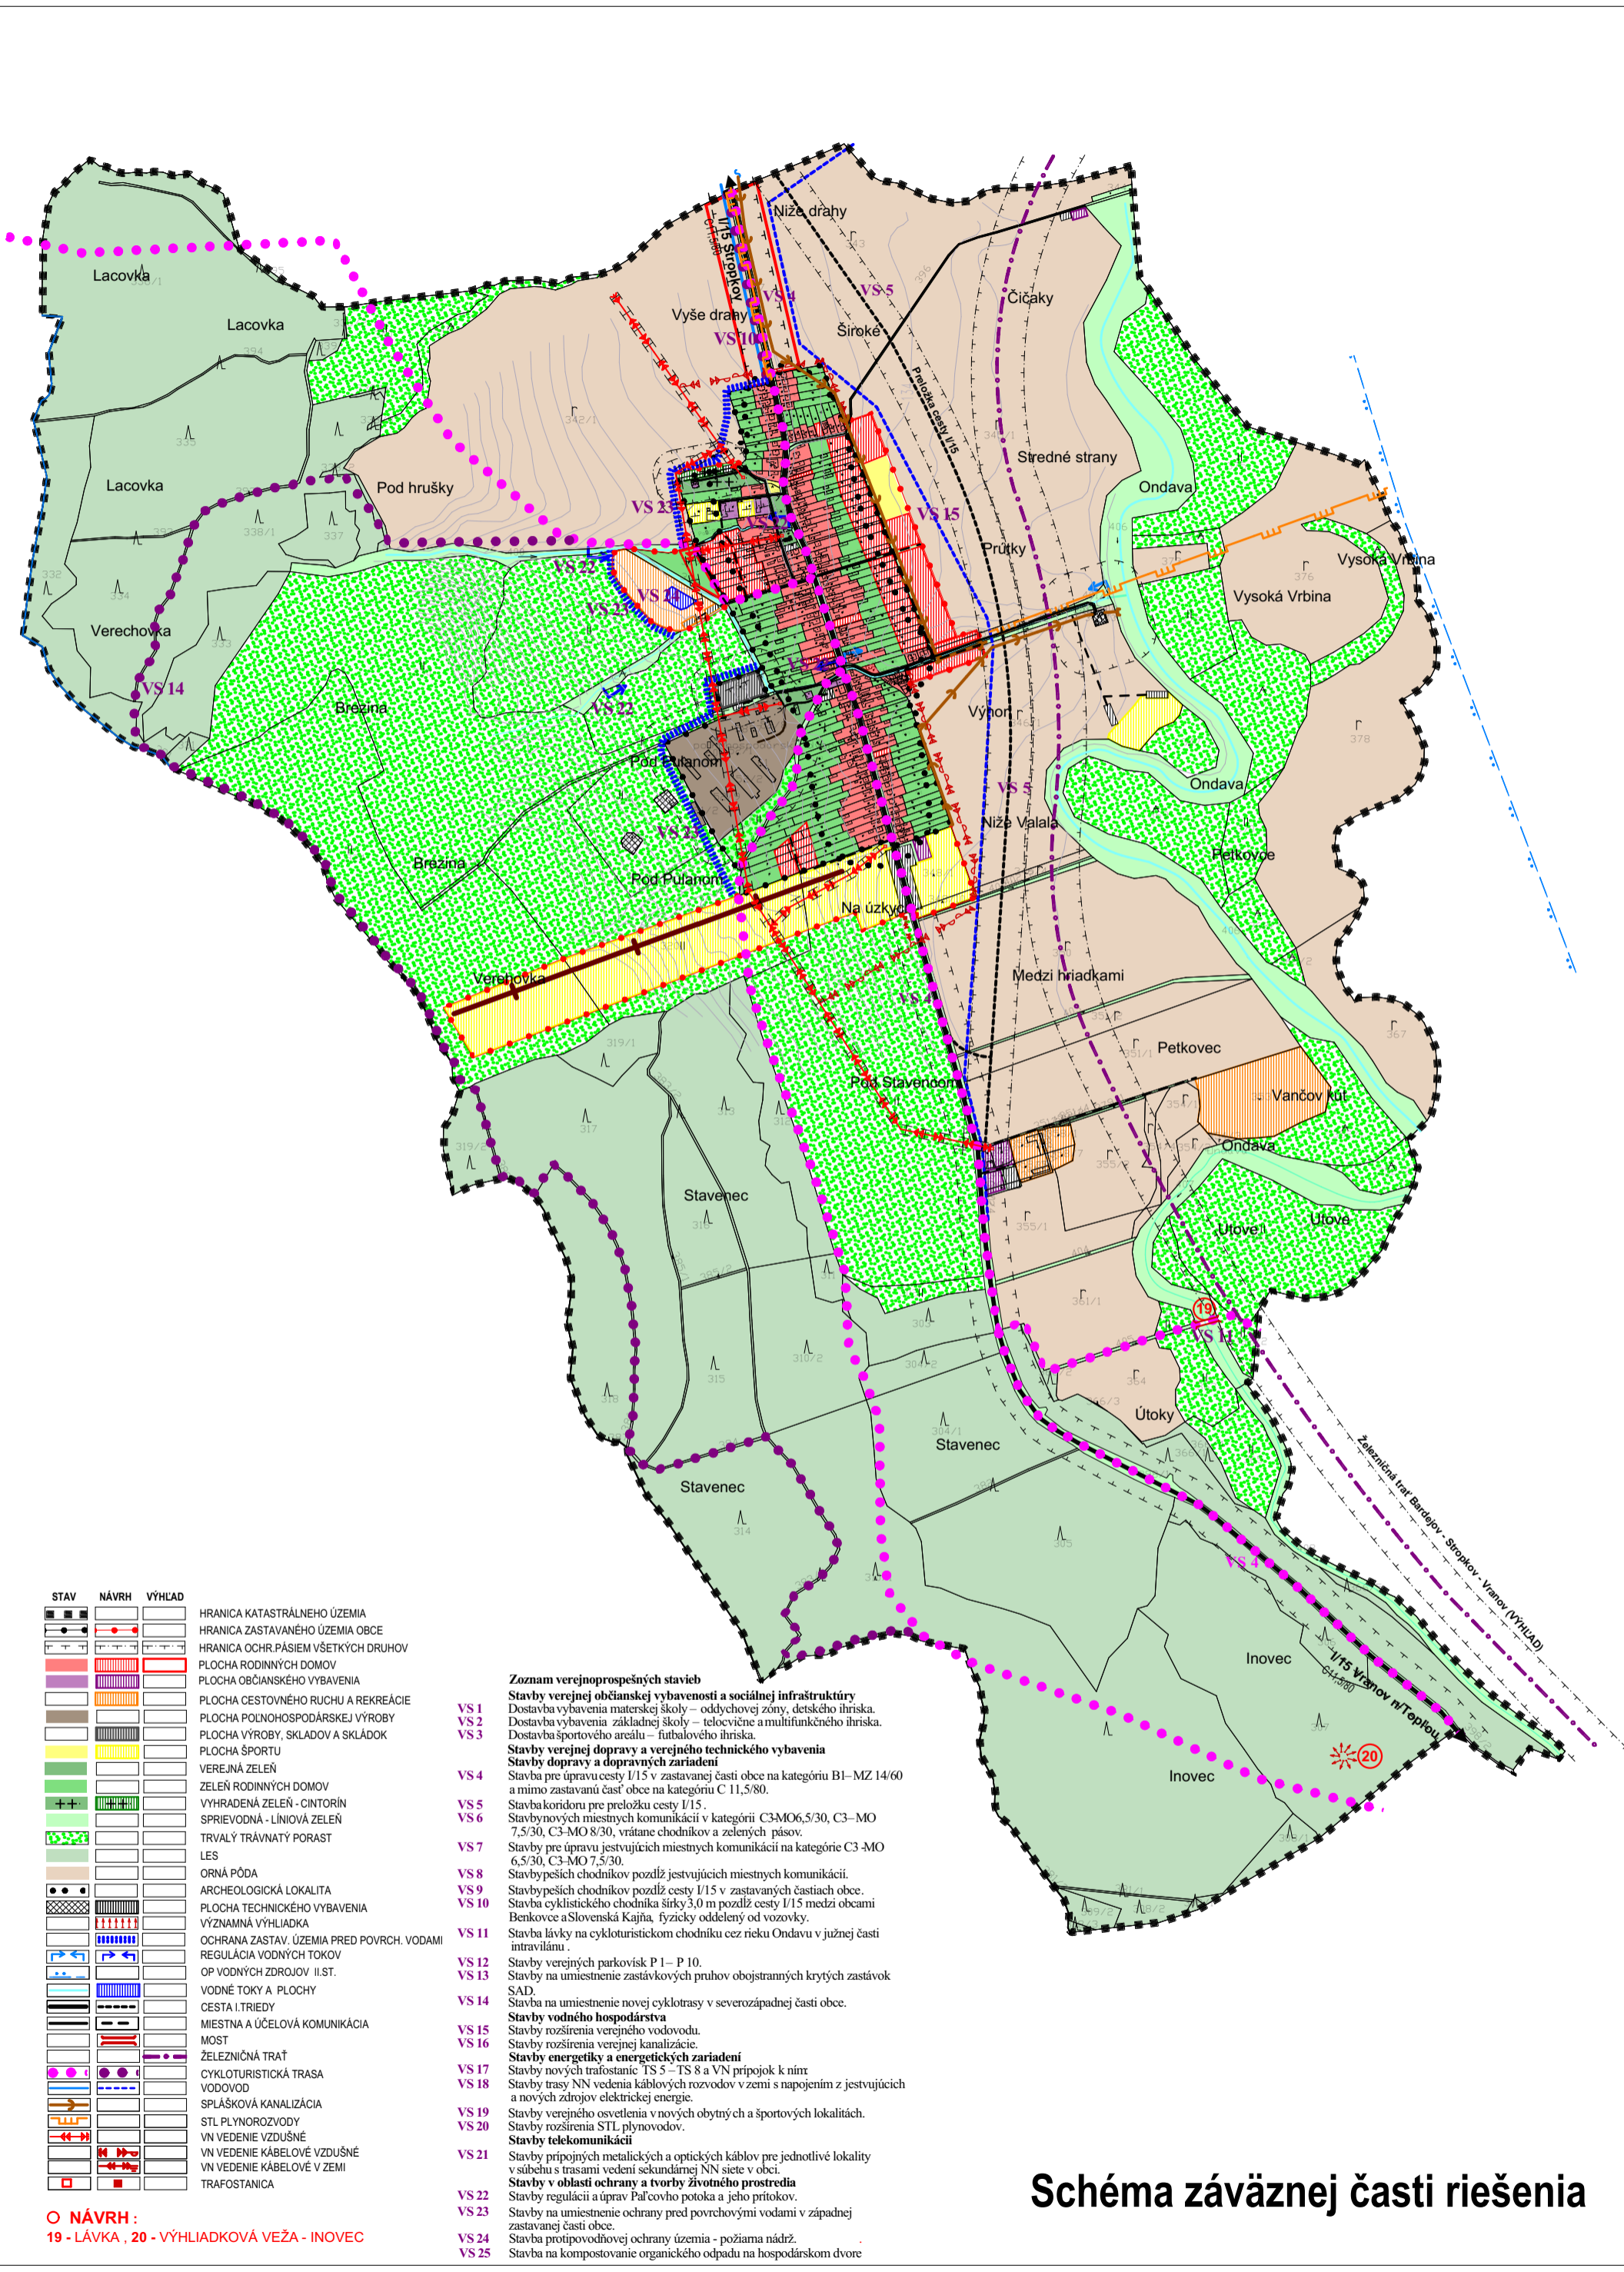 Lacovka
Lacovka
Lacovka
Verechovka
Pod hrušky
Vyše drahy
Niže drahy
Široké
Čičaky
Stredné strany
Ondava
Prútky
Vysoká Vrbina
Vysoká Vrbina
Brezina
Brezina
Pod Pulanom
Pod Pulanom
Výhon
Ondava
Niže Valala
Petkovce
Na úzkych
Verehovka
Medzi hriadkami
Petkovec
Pod Stavencom
Vančov kút
Ondava
Útove
Útove
Stavenec
Stavenec
Stavenec
Útoky
Inovec
Inovec
I/15 Stropkov
Preložka cesty I/15
Železničná trať Bardejov - Stropkov - Vranov (VÝHĽAD)
I/15 Vranov n/Topľou
C11,5/80
VS 4
VS 5
VS 10
VS 23
VS 15
VS 22
VS 24
VS 14
VS 22
VS 5
VS 4
VS 11
VS 4
19
20
STAV NÁVRH VÝHĽAD
HRANICA KATASTRÁLNEHO ÚZEMIA
HRANICA ZASTAVANÉHO ÚZEMIA OBCE
HRANICA OCHR.PÁSIEM VŠETKÝCH DRUHOV
PLOCHA RODINNÝCH DOMOV
PLOCHA OBČIANSKEHO VYBAVENIA
PLOCHA CESTOVNÉHO RUCHU A REKREÁCIE
PLOCHA POĽNOHOSPODÁRSKEJ VÝROBY
PLOCHA VÝROBY, SKLADOV A SKLÁDOK
PLOCHA ŠPORTU
VEREJNÁ ZELEŇ
ZELEŇ RODINNÝCH DOMOV
VYHRADENÁ ZELEŇ - CINTORÍN
SPRIEVODNÁ - LÍNIOVÁ ZELEŇ
TRVALÝ TRÁVNATÝ PORAST
LES
ORNÁ PÔDA
ARCHEOLOGICKÁ LOKALITA
PLOCHA TECHNICKÉHO VYBAVENIA
VÝZNAMNÁ VÝHLIADKA
OCHRANA ZASTAV. ÚZEMIA PRED POVRCH. VODAMI
REGULÁCIA VODNÝCH TOKOV
OP VODNÝCH ZDROJOV II.ST.
VODNÉ TOKY A PLOCHY
CESTA I.TRIEDY
MIESTNA A ÚČELOVÁ KOMUNIKÁCIA
MOST
ŽELEZNIČNÁ TRAŤ
CYKLOTURISTICKÁ TRASA
VODOVOD
SPLAŠKOVÁ KANALIZÁCIA
STL PLYNOROZVODY
VN VEDENIE VZDUŠNÉ
VN VEDENIE KÁBELOVÉ VZDUŠNÉ
VN VEDENIE KÁBELOVÉ V ZEMI
TRAFOSTANICA
NÁVRH :
19 - LÁVKA , 20 - VÝHLIADKOVÁ VEŽA - INOVEC
Zoznam verejnoprospešných stavieb
Stavby verejnej občianskej vybavenosti a sociálnej infraštruktúry
VS 1 Dostavba vybavenia materskej školy – oddychovej zóny, detského ihriska.
VS 2 Dostavba vybavenia základnej školy – telocvične a multifunkčného ihriska.
VS 3 Dostavba športového areálu – futbalového ihriska.
Stavby verejnej dopravy a verejného technického vybavenia
Stavby dopravy a dopravných zariadení
VS 4 Stavba pre úpravu cesty I/15 v zastavanej časti obce na kategóriu B1– MZ 14/60
a mimo zastavanú časť obce na kategóriu C 11,5/80.
VS 5 Stavba koridoru pre preložku cesty I/15 .
VS 6 Stavby nových miestnych komunikácií v kategórii C3-MO6,5/30, C3– MO
7,5/30, C3–MO 8/30, vrátane chodníkov a zelených pásov.
VS 7 Stavby pre úpravu jestvujúcich miestnych komunikácií na kategórie C3 -MO
6,5/30, C3–MO 7,5/30.
VS 8 Stavby peších chodníkov pozdĺž jestvujúcich miestnych komunikácií.
VS 9 Stavby peších chodníkov pozdĺž cesty I/15 v zastavaných častiach obce.
VS 10 Stavba cyklistického chodníka šírky 3,0 m pozdĺž cesty I/15 medzi obcami
Benkovce a Slovenská Kajňa, fyzicky oddelený od vozovky.
VS 11 Stavba lávky na cykloturistickom chodníku cez rieku Ondavu v južnej časti
intravilánu .
VS 12 Stavby verejných parkovísk P 1 – P 10.
VS 13 Stavby na umiestnenie zastávkových pruhov obojstranných krytých zastávok
SAD.
VS 14 Stavba na umiestnenie novej cyklotrasy v severozápadnej časti obce.
Stavby vodného hospodárstva
VS 15 Stavby rozšírenia verejného vodovodu.
VS 16 Stavby rozšírenia verejnej kanalizácie.
Stavby energetiky a energetických zariadení
VS 17 Stavby nových trafostaníc TS 5 – TS 8 a VN prípojok k ním.
VS 18 Stavby trasy NN vedenia káblových rozvodov v zemi s napojením z jestvujúcich
a nových zdrojov elektrickej energie.
VS 19 Stavby verejného osvetlenia v nových obytných a športových lokalitách.
VS 20 Stavby rozšírenia STL plynovodov.
Stavby telekomunikácii
VS 21 Stavby prípojných metalických a optických káblov pre jednotlivé lokality
v súbehu s trasami vedení sekundárnej NN siete v obci.
Stavby v oblasti ochrany a tvorby životného prostredia
VS 22 Stavby regulácii a úprav Paľcovho potoka a jeho prítokov.
VS 23 Stavby na umiestnenie ochrany pred povrchovými vodami v západnej
zastavanej časti obce.
VS 24 Stavba protipovodňovej ochrany územia - požiarna nádrž.
VS 25 Stavba na kompostovanie organického odpadu na hospodárskom dvore
Schéma záväznej časti riešenia